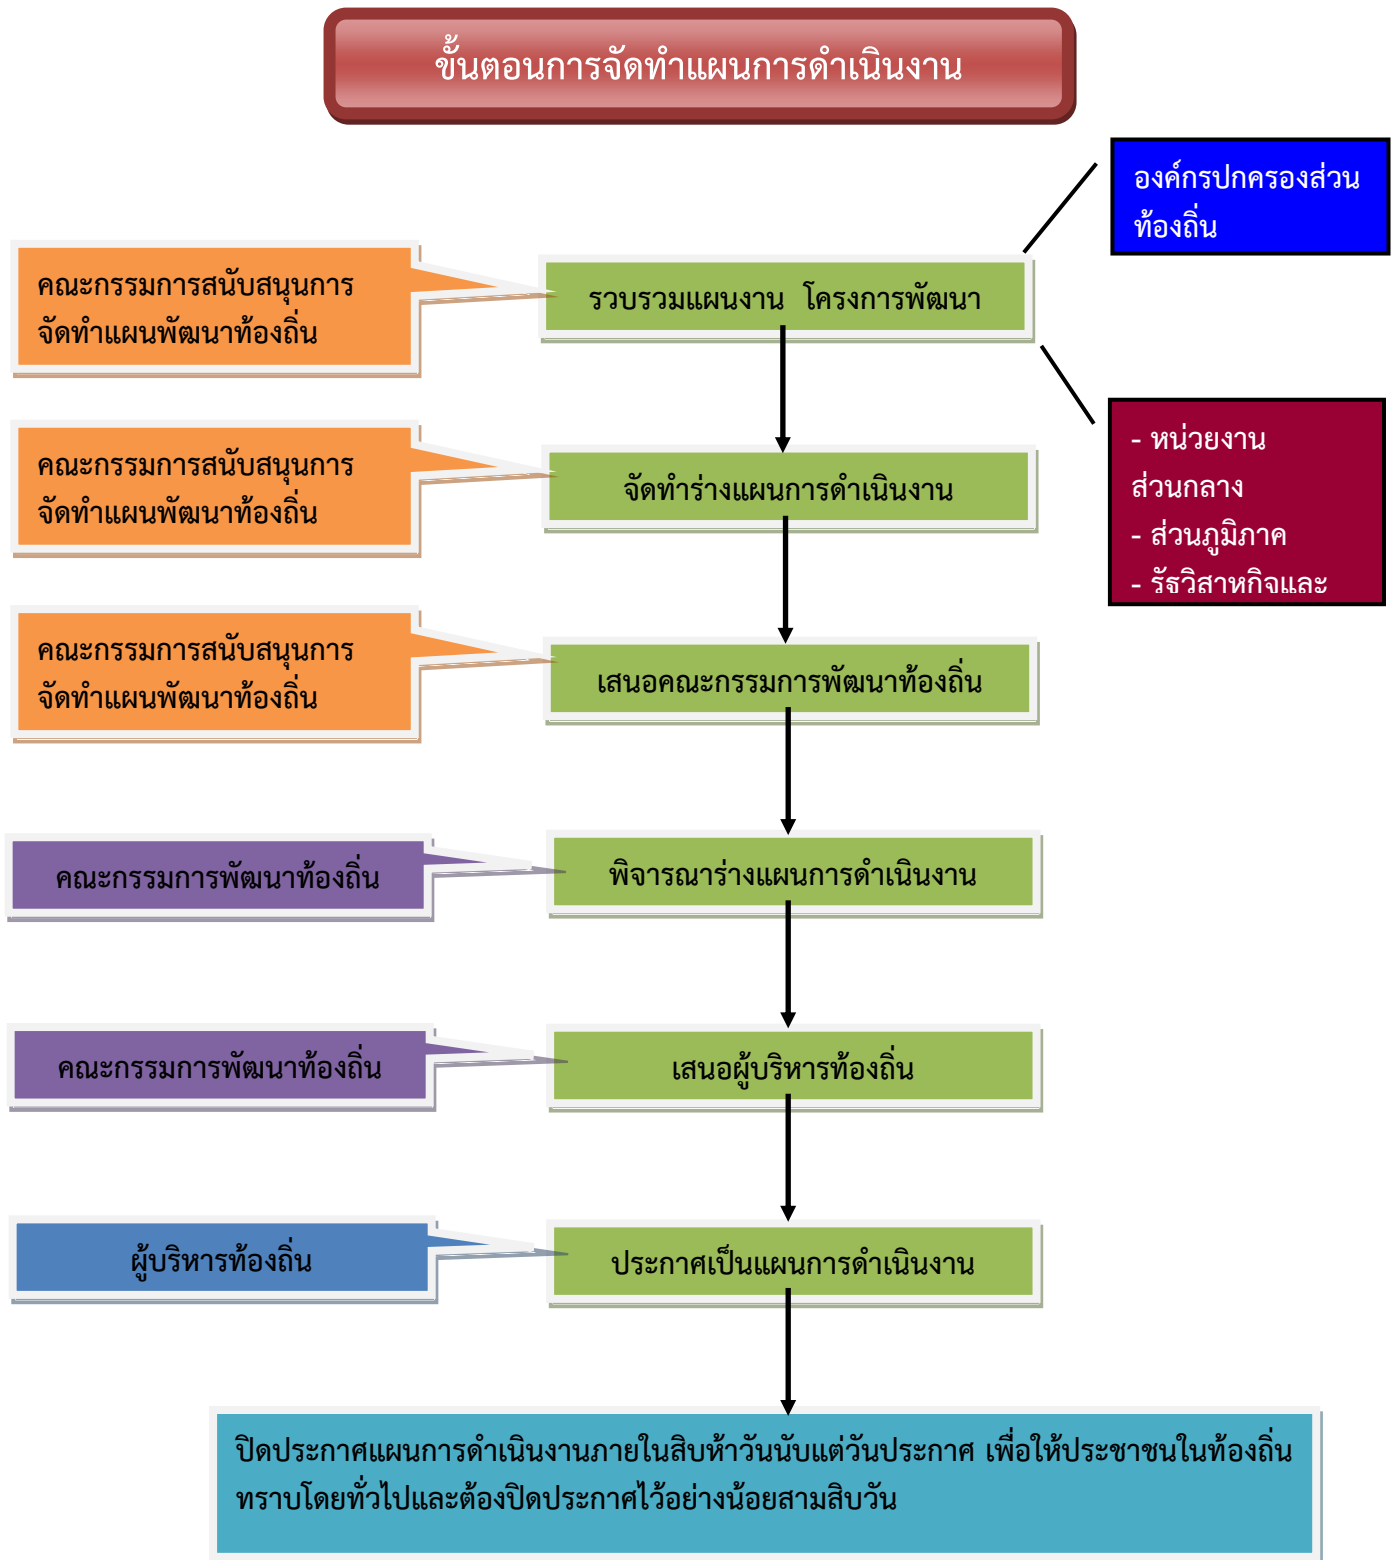 ขั้นตอนการจัดทำแผนการดำเนินงาน
องค์กรปกครองส่วน
ท้องถิ่น
คณะกรรมการสนับสนุนการ
จัดทำแผนพัฒนาท้องถิ่น
รวบรวมแผนงาน โครงการพัฒนา
- หน่วยงาน
ส่วนกลาง
- ส่วนภูมิภาค
- รัฐวิสาหกิจและ
คณะกรรมการสนับสนุนการ
จัดทำแผนพัฒนาท้องถิ่น
จัดทำร่างแผนการดำเนินงาน
คณะกรรมการสนับสนุนการ
จัดทำแผนพัฒนาท้องถิ่น
เสนอคณะกรรมการพัฒนาท้องถิ่น
คณะกรรมการพัฒนาท้องถิ่น
พิจารณาร่างแผนการดำเนินงาน
คณะกรรมการพัฒนาท้องถิ่น
เสนอผู้บริหารท้องถิ่น
ผู้บริหารท้องถิ่น
ประกาศเป็นแผนการดำเนินงาน
ปิดประกาศแผนการดำเนินงานภายในสิบห้าวันนับแต่วันประกาศ เพื่อให้ประชาชนในท้องถิ่น
ทราบโดยทั่วไปและต้องปิดประกาศไว้อย่างน้อยสามสิบวัน